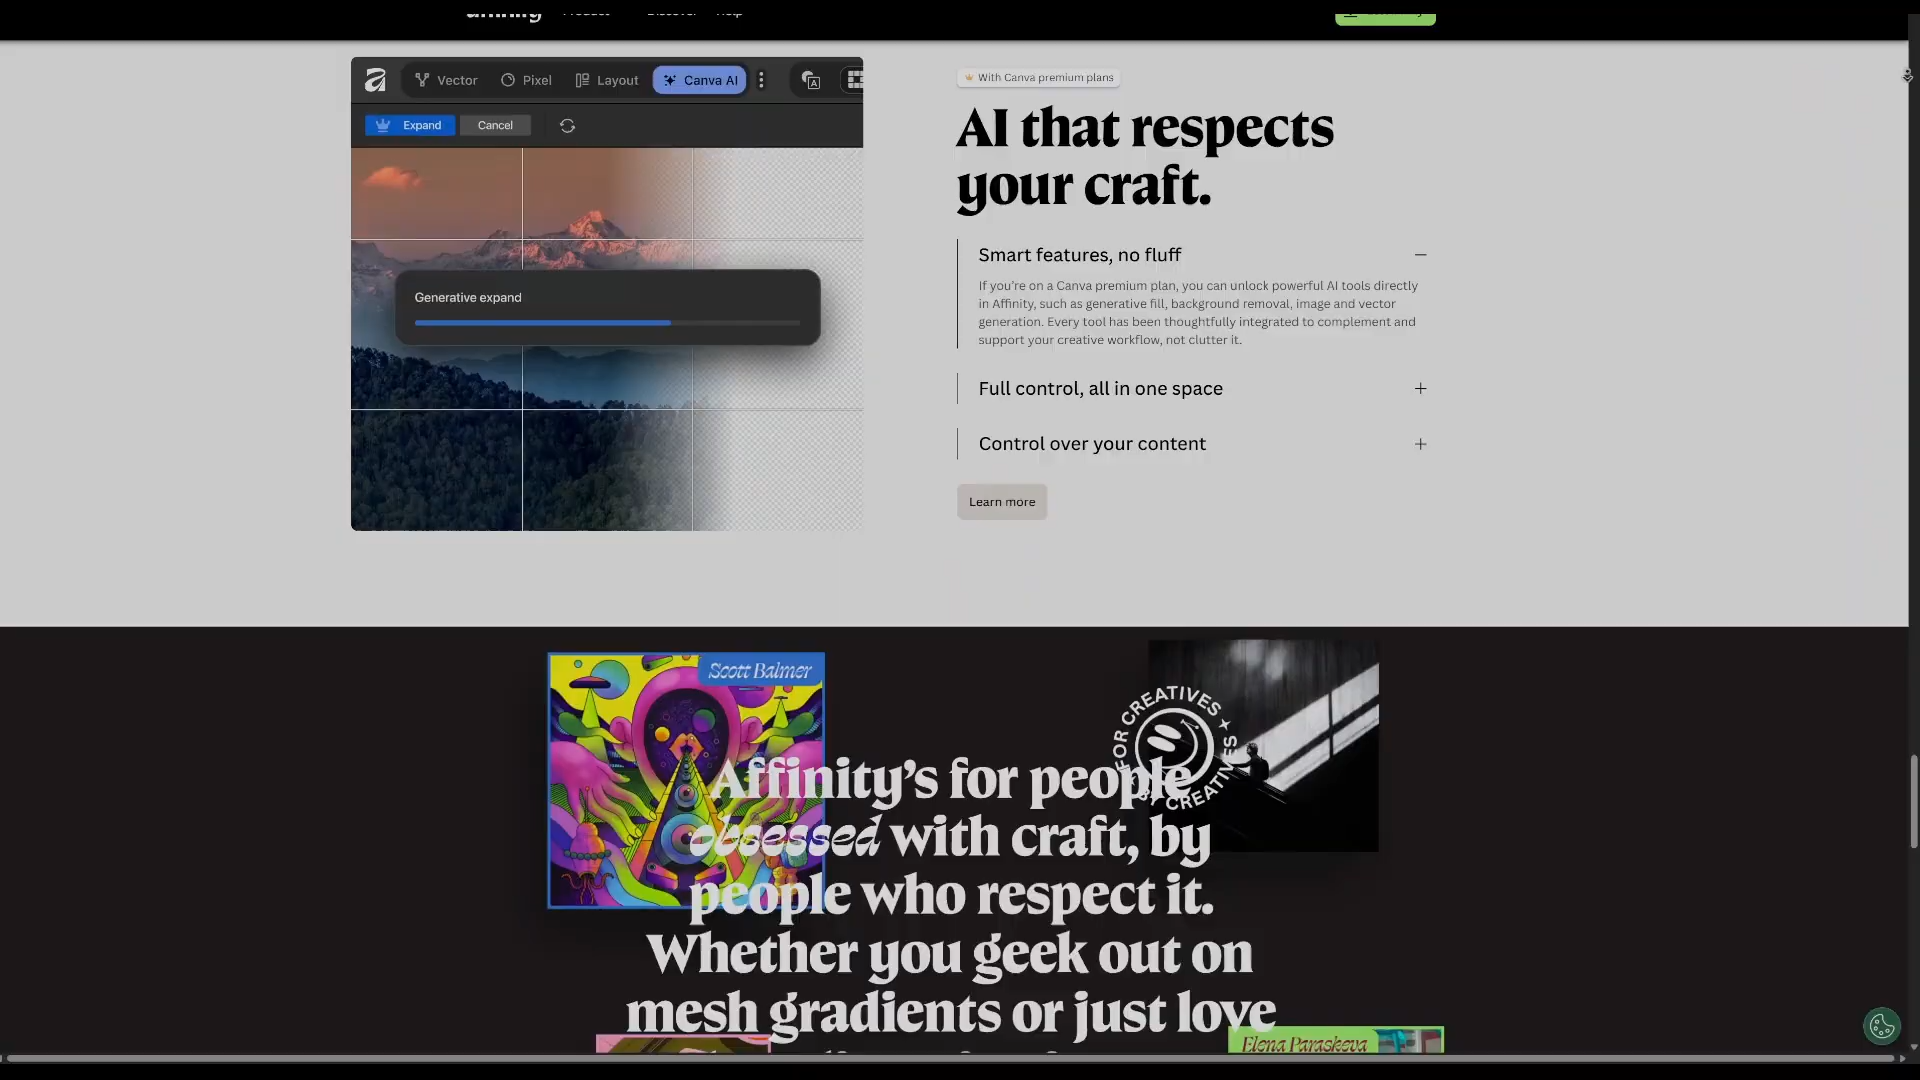 affinity Product Discover Help
Vector Pixel Layout Canva AI
Expand Cancel
Generative expand
With Canva premium plans
AI that respects
your craft.
Smart features, no fluff
If you're on a Canva premium plan, you can unlock powerful AI tools directly
in Affinity, such as generative fill, background removal, image and vector
generation. Every tool has been thoughtfully integrated to complement and
support your creative workflow, not clutter it.
Full control, all in one space
Control over your content
Learn more
Scott Balmer
FOR CREATIVES
BY CREATIVES
Affinity's for people
obsessed with craft, by
people who respect it.
Whether you geek out on
mesh gradients or just love
Elena Paraskeva